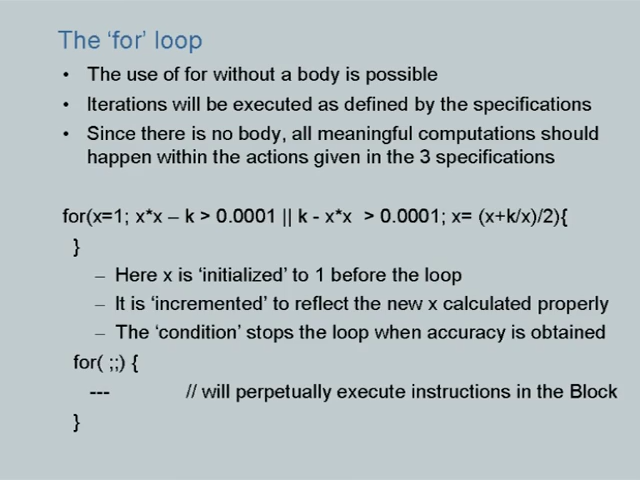 The ‘for’ loop
• The use of for without a body is possible
• Iterations will be executed as defined by the specifications
• Since there is no body, all meaningful computations should
happen within the actions given in the 3 specifications
for(x=1; x*x – k > 0.0001 || k - x*x  > 0.0001; x= (x+k/x)/2){
}
– Here x is ‘initialized’ to 1 before the loop
– It is ‘incremented’ to reflect the new x calculated properly
– The ‘condition’ stops the loop when accuracy is obtained
for( ;;) {
--- // will perpetually execute instructions in the Block
}